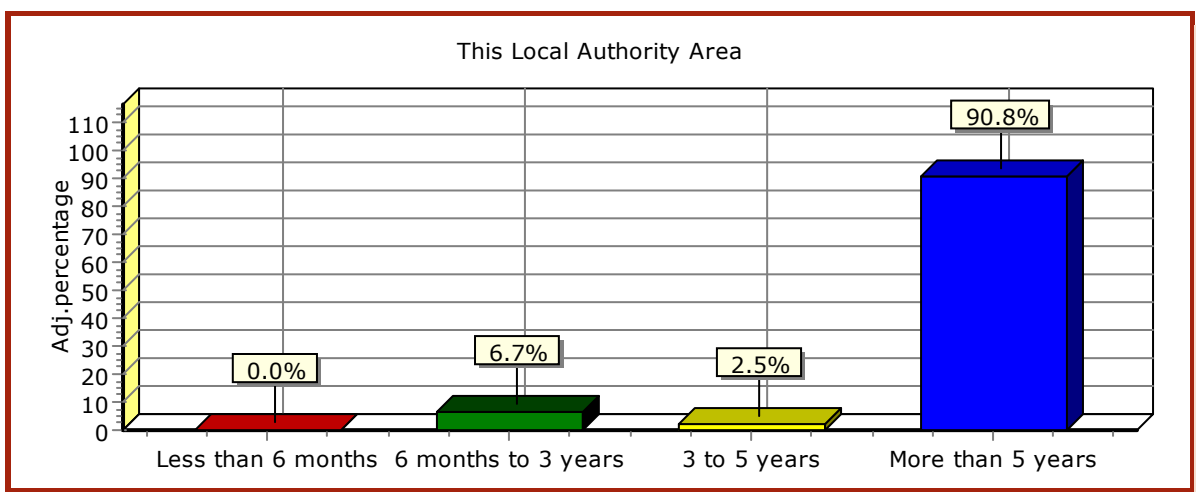 This Local Authority Area
Adj.percentage
110
100
90
80
70
60
50
40
30
20
10
0
0.0%
6.7%
2.5%
90.8%
Less than 6 months
6 months to 3 years
3 to 5 years
More than 5 years